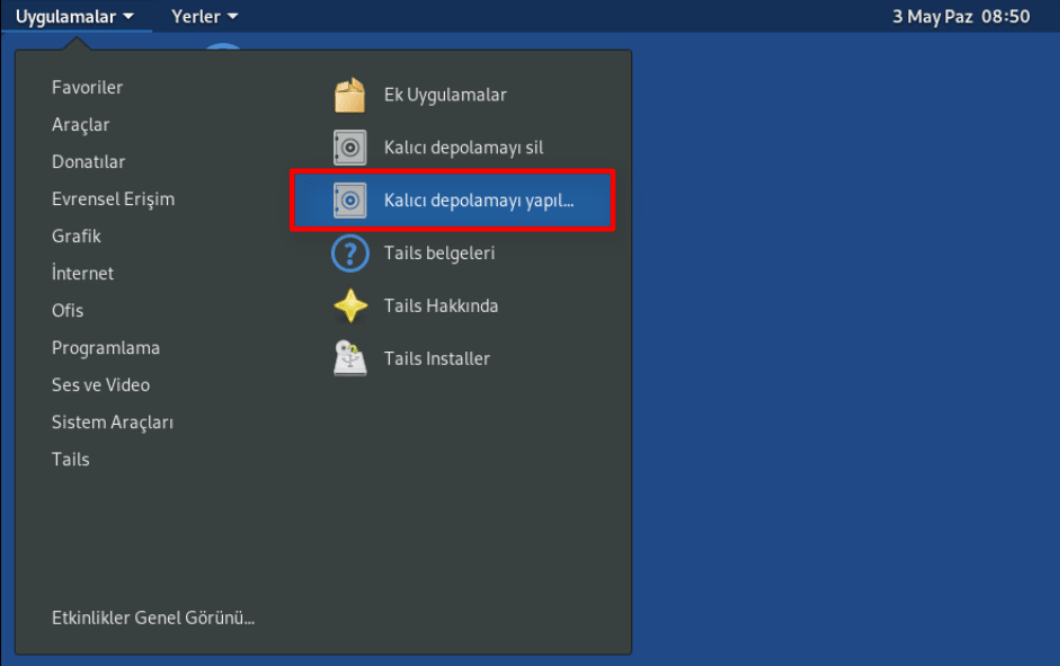 Uygulamalar Yerler 3 May Paz 08:50
Favoriler
Araçlar
Donatılar
Evrensel Erişim
Grafik
İnternet
Ofis
Programlama
Ses ve Video
Sistem Araçları
Tails
Etkinlikler Genel Görünü...
Ek Uygulamalar
Kalıcı depolamayı sil
Kalıcı depolamayı yapıl...
Tails belgeleri
Tails Hakkında
Tails Installer